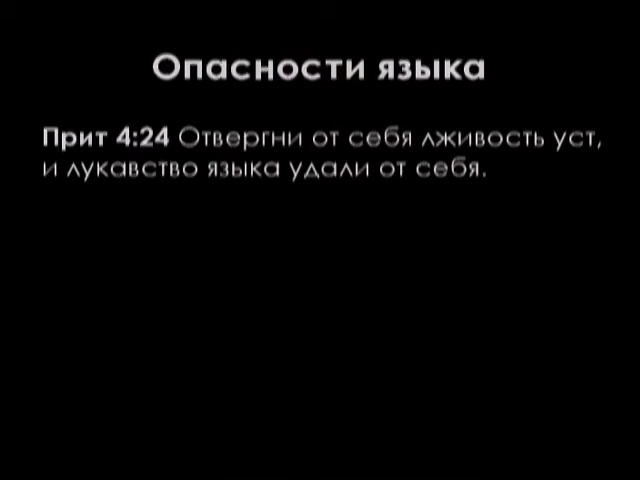 Опасности языка
Прит 4:24 Отвергни от себя лживость уст,
и лукавство языка удали от себя.